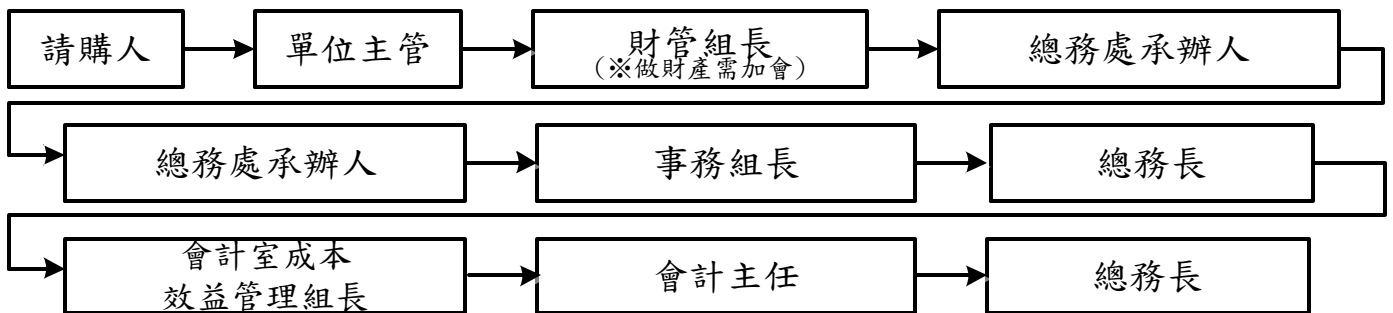 請購人
單位主管
財管組長
(※做財產需加會)
總務處承辦人
總務處承辦人
事務組長
總務長
會計室成本
效益管理組長
會計主任
總務長